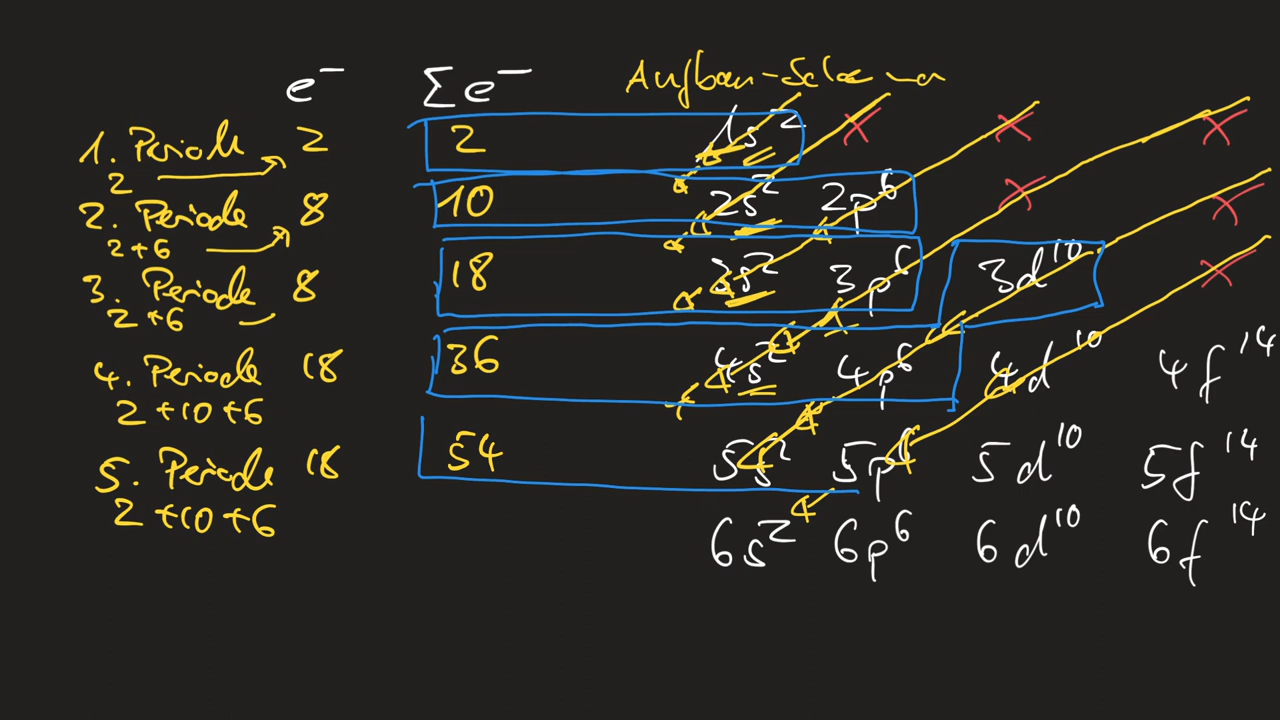 Aufbau-Schema
e⁻ Σe⁻
1. Periode 2 2 1s²
2
2. Periode 8 10 2s² 2p⁶
2+6
3. Periode 8 18 3s² 3p⁶ 3d¹⁰
2+6
4. Periode 18 36 4s² 4p⁶ 4d¹⁰ 4f¹⁴
2+10+6
5. Periode 18 54 5s² 5p⁶ 5d¹⁰ 5f¹⁴
2+10+6
6s² 6p⁶ 6d¹⁰ 6f¹⁴